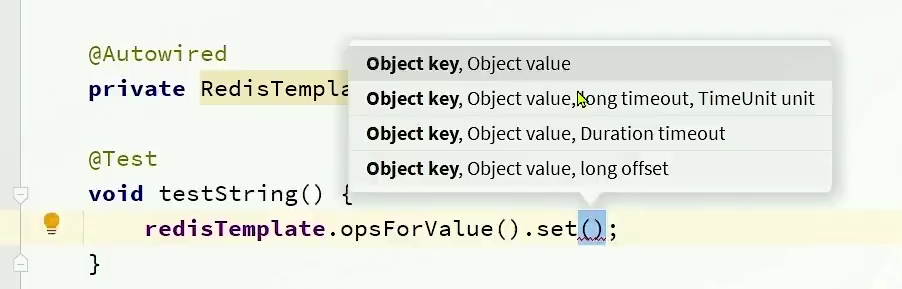 @Autowired
private RedisTempla
Object key, Object value
Object key, Object value, long timeout, TimeUnit unit
Object key, Object value, Duration timeout
Object key, Object value, long offset
@Test
void testString() {
redisTemplate.opsForValue().set();
}